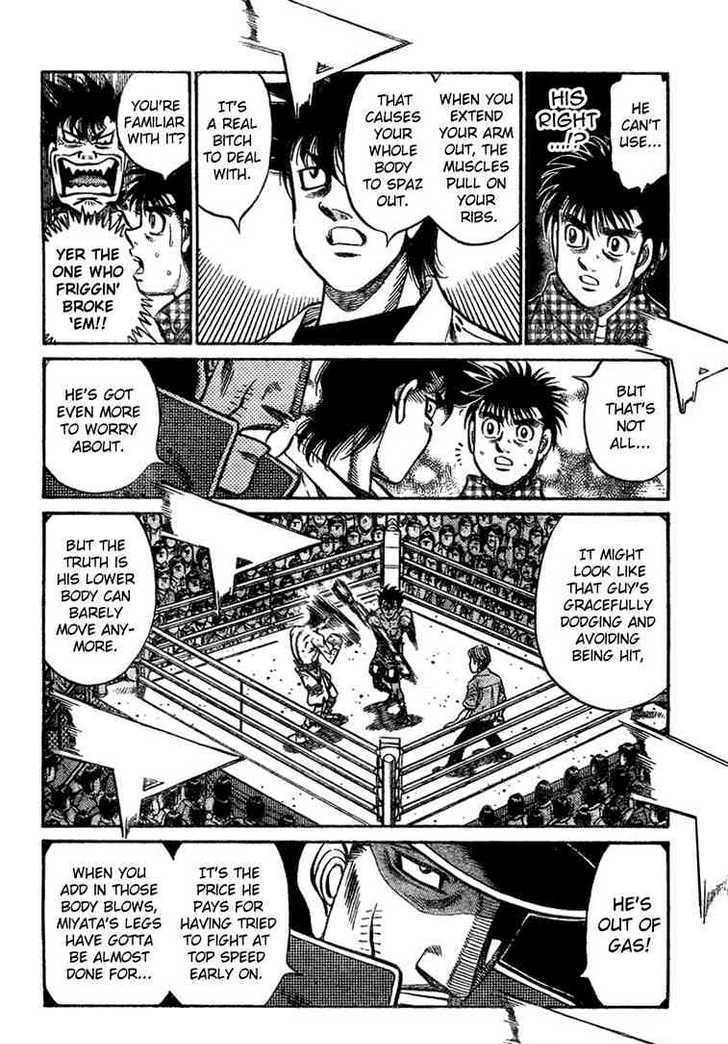 HE
CAN'T
USE...
HIS
RIGHT
...!?
WHEN YOU
EXTEND
YOUR ARM
OUT, THE
MUSCLES
PULL ON
YOUR
RIBS.
THAT
CAUSES
YOUR
WHOLE
BODY
TO SPAZ
OUT.
IT'S
A REAL
BITCH
TO DEAL
WITH.
YOU'RE
FAMILIAR
WITH IT?
YER THE
ONE WHO
FRIGGIN'
BROKE
'EM!!
BUT
THAT'S
NOT
ALL...
HE'S GOT
EVEN MORE
TO WORRY
ABOUT.
IT MIGHT
LOOK LIKE
THAT GUY'S
GRACEFULLY
DODGING AND
AVOIDING
BEING HIT,
BUT THE
TRUTH IS
HIS LOWER
BODY CAN
BARELY
MOVE ANY-
MORE.
HE'S
OUT OF
GAS!
IT'S THE
PRICE HE
PAYS FOR
HAVING TRIED
TO FIGHT AT
TOP SPEED
EARLY ON.
WHEN YOU
ADD IN THOSE
BODY BLOWS,
MIYATA'S LEGS
HAVE GOTTA
BE ALMOST
DONE FOR...